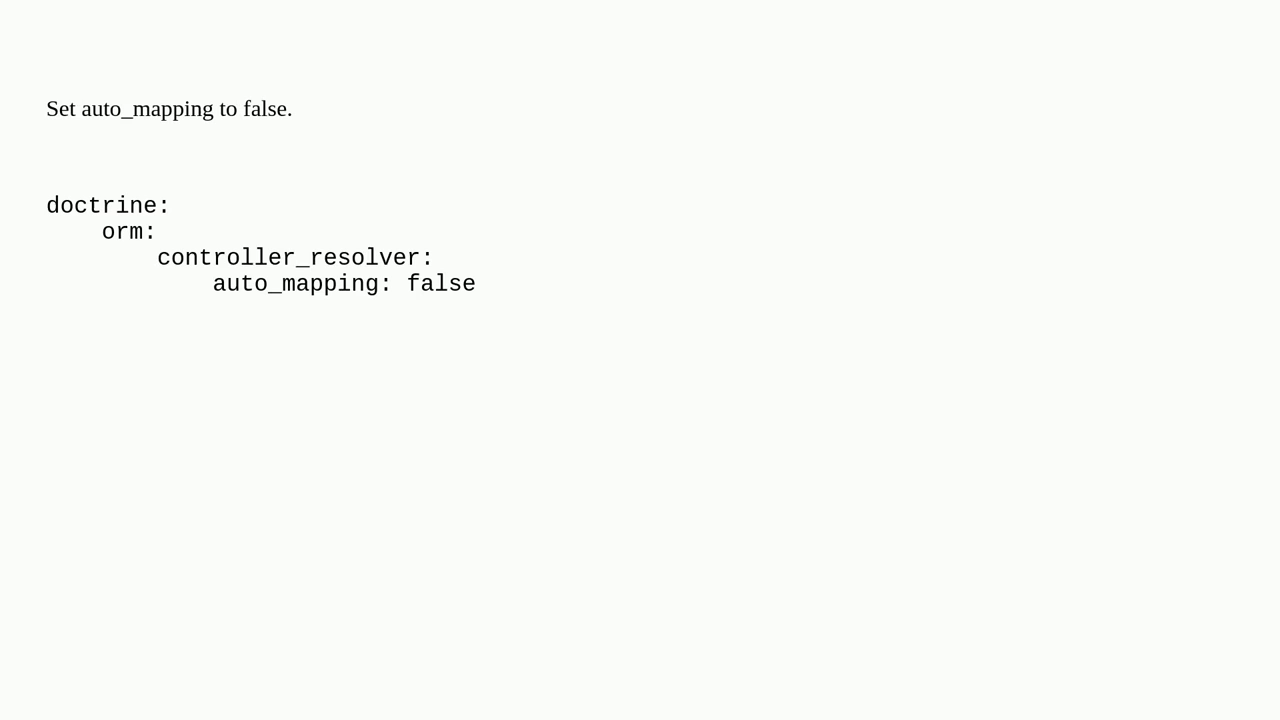 Set auto_mapping to false.
doctrine:
    orm:
        controller_resolver:
            auto_mapping: false